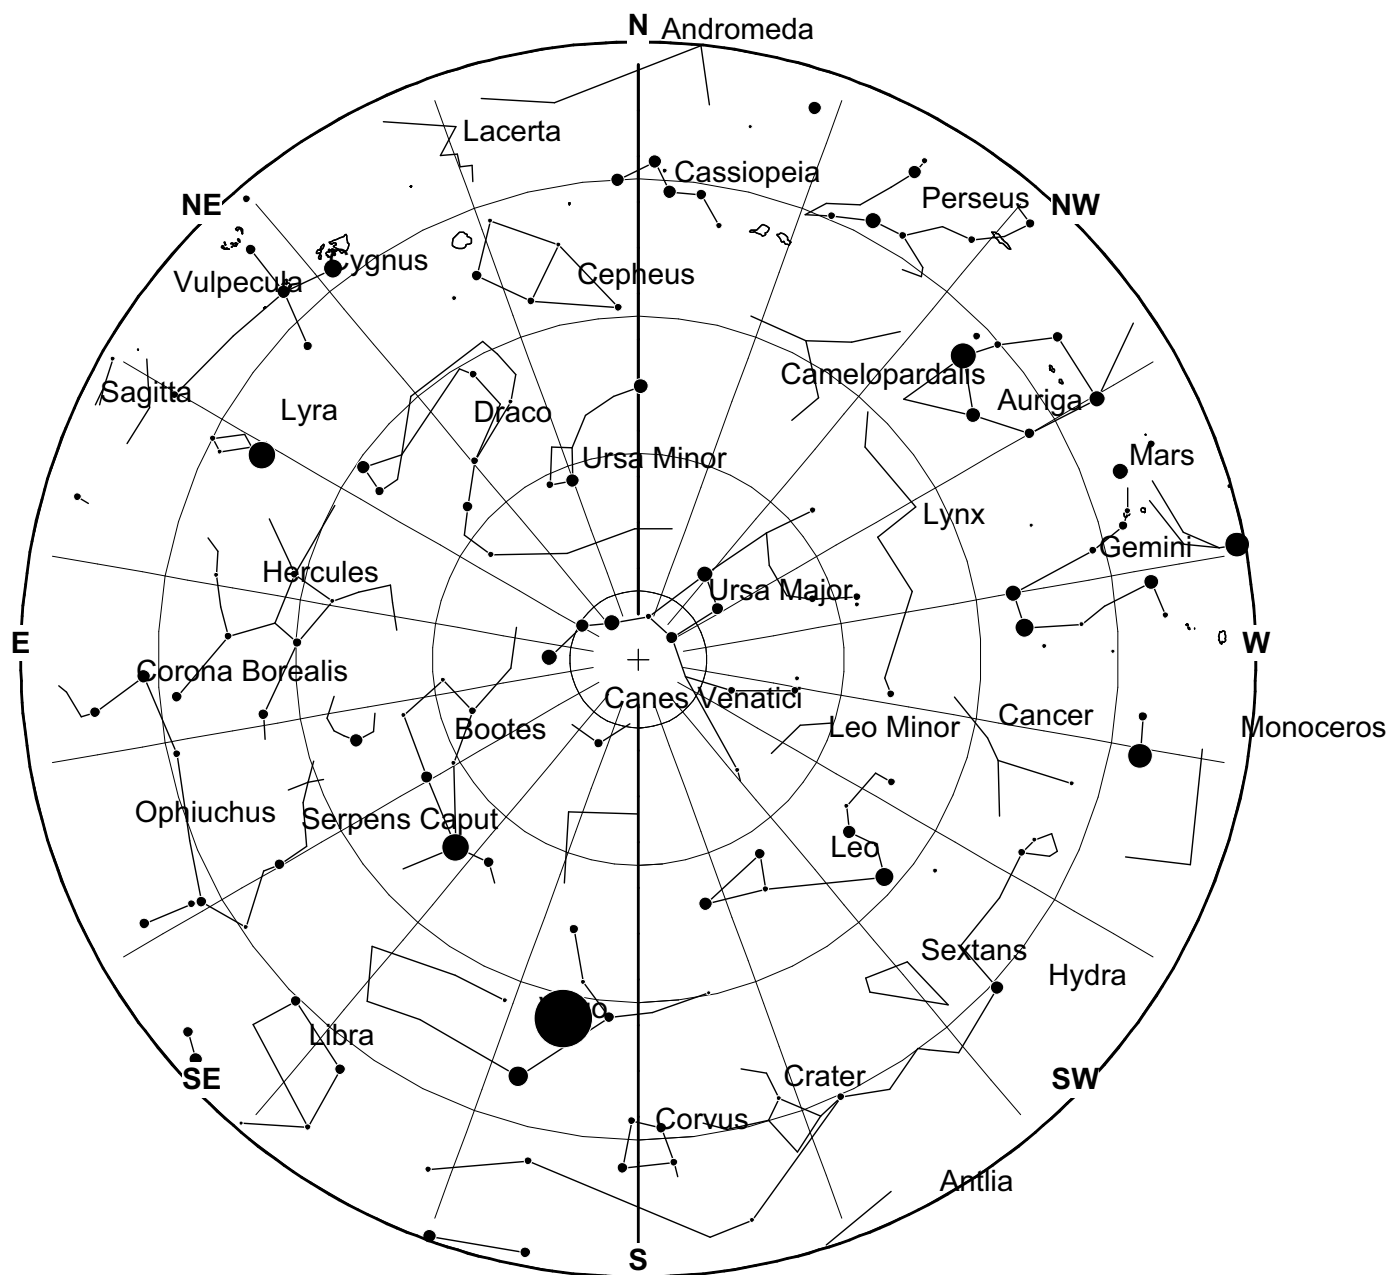 N
Andromeda
Lacerta
Cassiopeia
NE
Perseus
NW
Cygnus
Vulpecula
Cepheus
Camelopardalis
Sagitta
Auriga
Lyra
Draco
Ursa Minor
Mars
Lynx
Gemini
Hercules
Ursa Major
E
W
Corona Borealis
Canes Venatici
Cancer
Bootes
Leo Minor
Monoceros
Ophiuchus
Serpens Caput
Leo
Sextans
Hydra
Libra
SE
Crater
SW
Corvus
Antlia
S